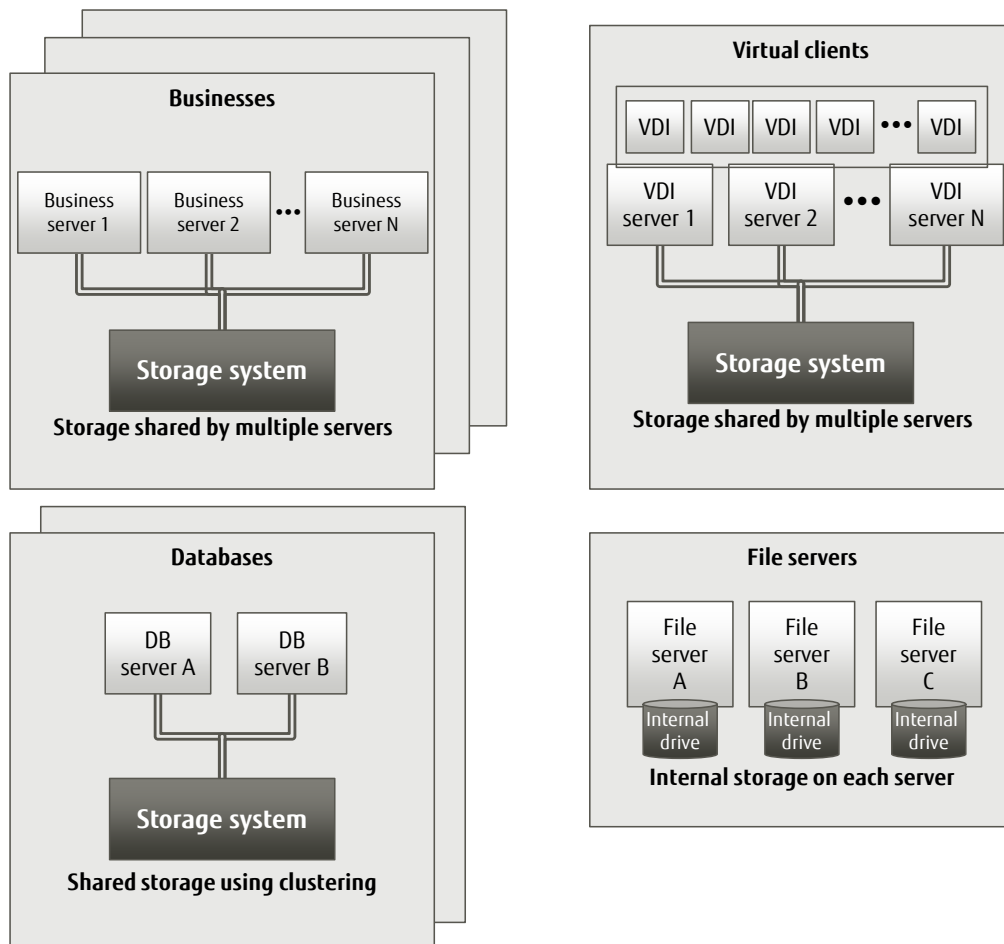 Businesses
Business
server 1
Business
server 2
•••
Business
server N
Storage system
Storage shared by multiple servers
Virtual clients
VDI
VDI
VDI
VDI
•••
VDI
VDI
server 1
VDI
server 2
•••
VDI
server N
Storage system
Storage shared by multiple servers
Databases
DB
server A
DB
server B
Storage system
Shared storage using clustering
File servers
File
server
A
File
server
B
File
server
C
Internal
drive
Internal
drive
Internal
drive
Internal storage on each server